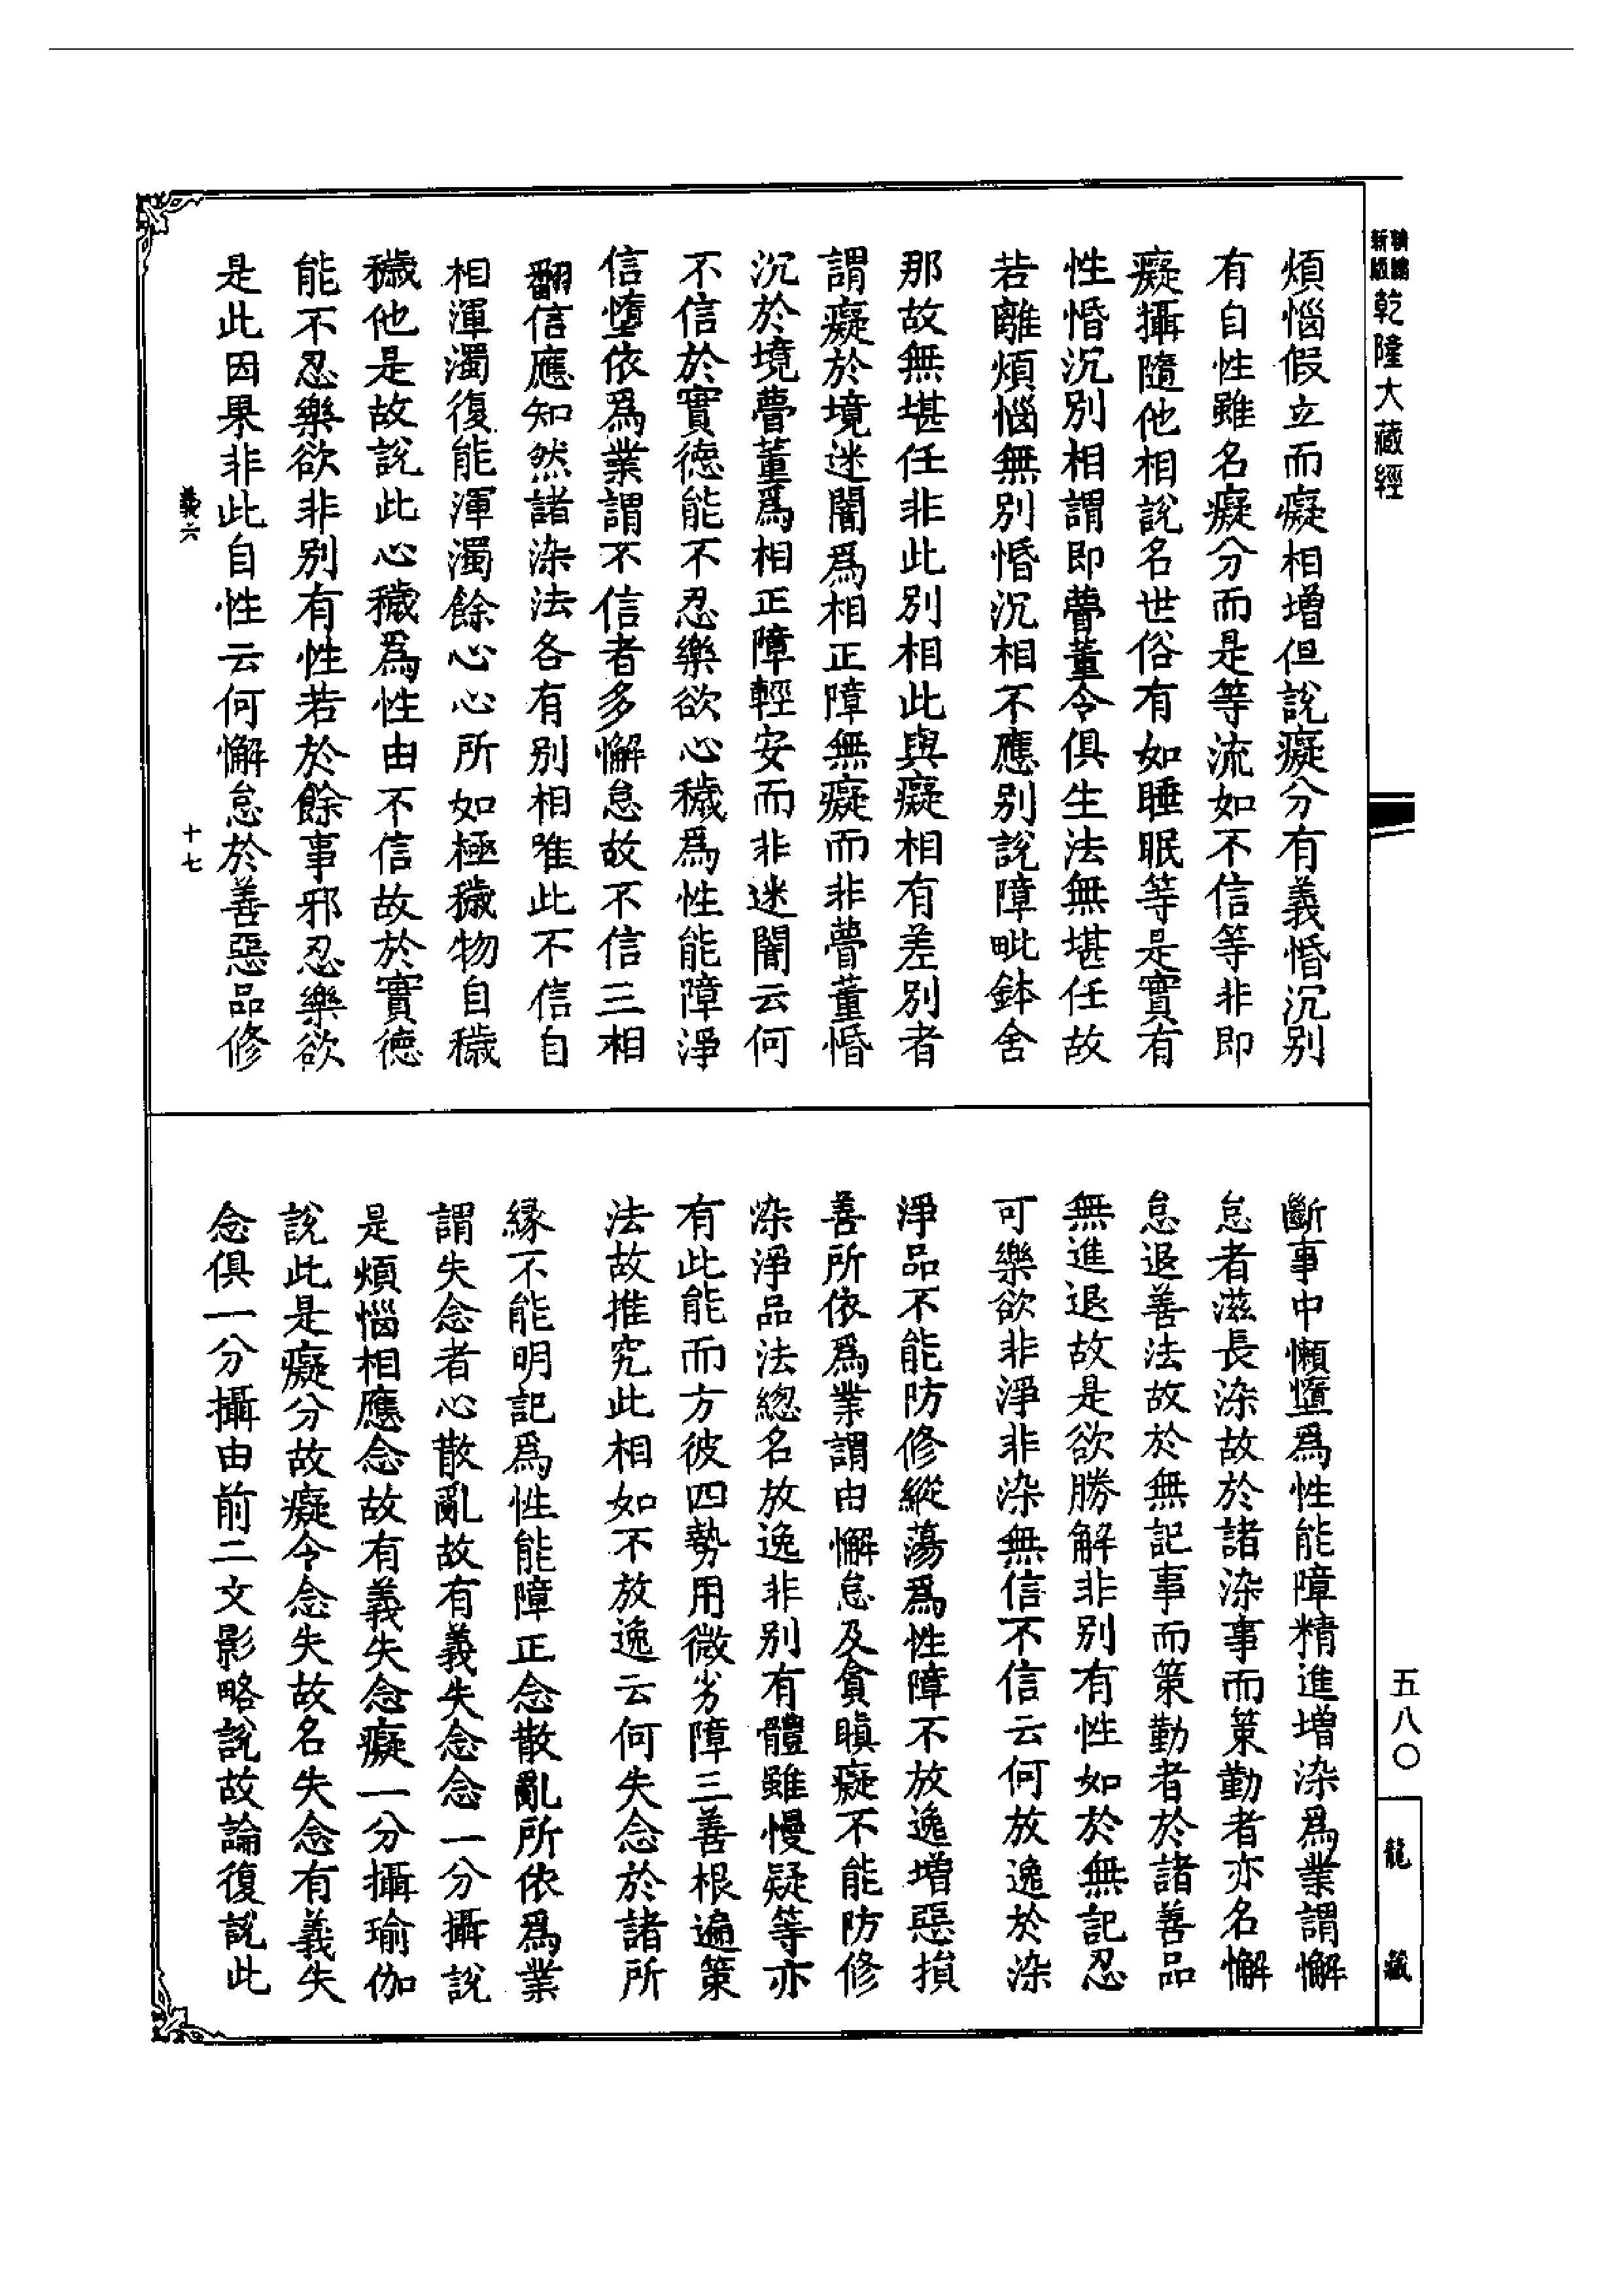 精繕新版乾隆大藏經
煩惱假立而癡相增但說癡分有義惛沉別
有自性雖名癡分而是等流如不信等非即
癡攝隨他相說名世俗有如睡眠等是實有
性惛沉別相謂即瞢董令俱生法無堪任故
若離煩惱無別惛沉相不應別說障毗鉢舍
那故無堪任非此別相此與癡相有差別者
謂癡於境迷闇爲相正障無癡而非瞢董惛
沉於境瞢董爲相正障輕安而非迷闇云何
不信於實德能不忍樂欲心穢爲性能障淨
信墮依爲業謂不信者多懈怠故不信三相
翻信應知然諸染法各有別相唯此不信自
相渾濁復能渾濁餘心心所如極穢物自穢
穢他是故說此心穢爲性由不信故於實德
能不忍樂欲非別有性若於餘事邪忍樂欲
是此因果非此自性云何懈怠於善惡品修
義六
十七
斷事中懶墮爲性能障精進增染爲業謂懈
怠者滋長染故於諸染事而策勤者亦名懈
怠退善法故於無記事而策勤者於諸善品
無進退故是欲勝解非別有性如於無記忍
可樂欲非淨非染無信不信云何放逸於染
淨品不能防修縱蕩爲性障不放逸增惡損
善所依爲業謂由懈怠及貪瞋癡不能防修
染淨品法總名放逸非別有體雖慢疑等亦
有此能而方彼四勢用微劣障三善根遍策
法故推究此相如不放逸云何失念於諸所
緣不能明記爲性能障正念散亂所依爲業
謂失念者心散亂故有義失念念一分攝說
是煩惱相應念故有義失念癡一分攝瑜伽
說此是癡分故癡令念失故名失念有義失
念俱一分攝由前二文影略說故論復說此
五八〇
龍藏